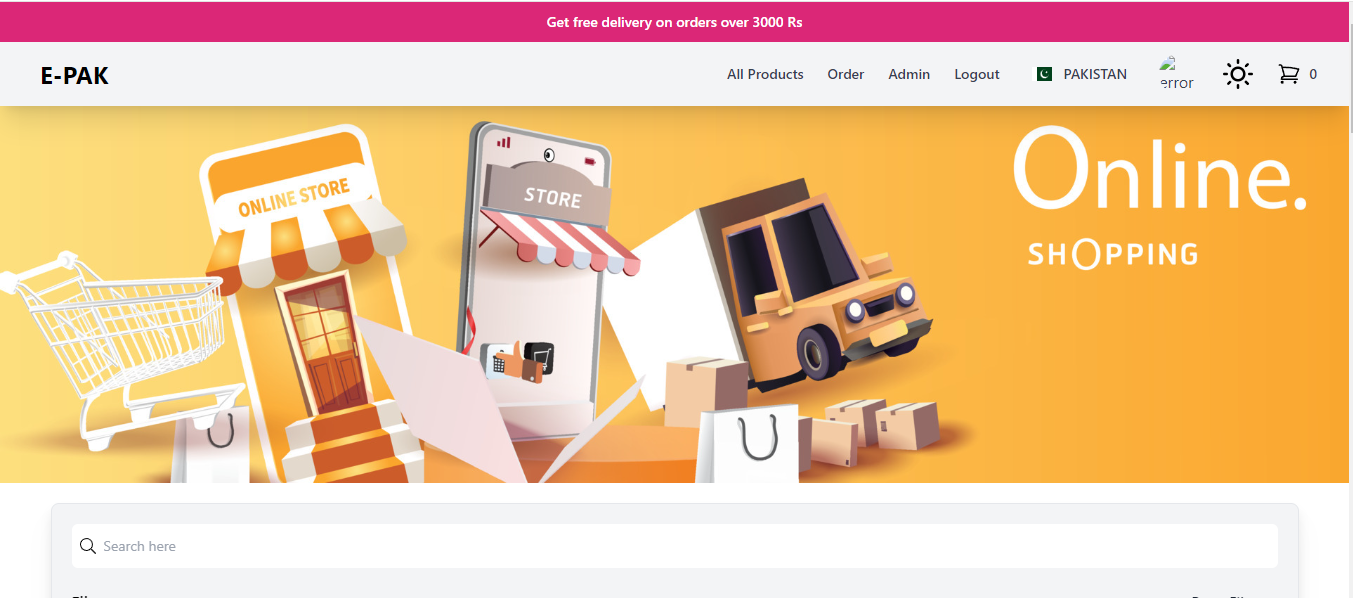 Get free delivery on orders over 3000 Rs
E-PAK
All Products Order Admin Logout PAKISTAN error 0
ONLINE STORE
STORE
Online.
SHOPPING
Search here